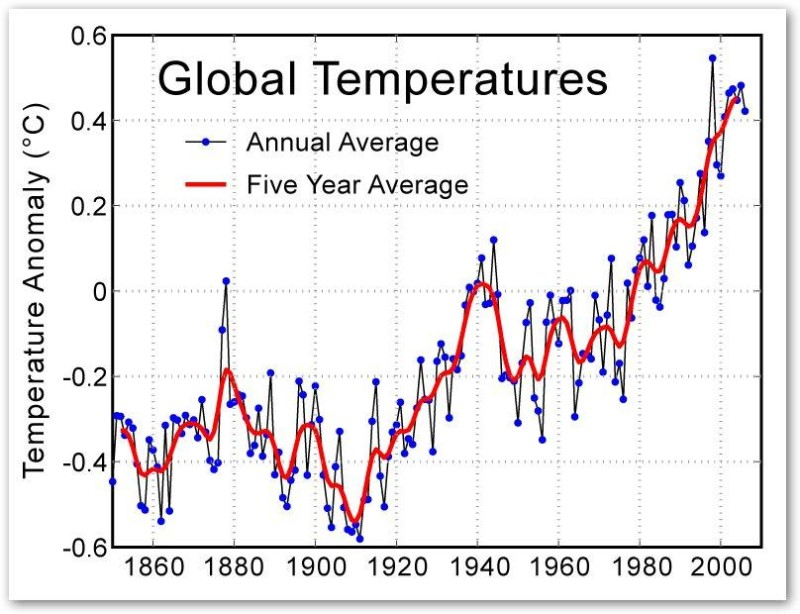 Global Temperatures
Annual Average
Five Year Average
Temperature Anomaly (°C)
0.6
0.4
0.2
0
-0.2
-0.4
-0.6
1860 1880 1900 1920 1940 1960 1980 2000